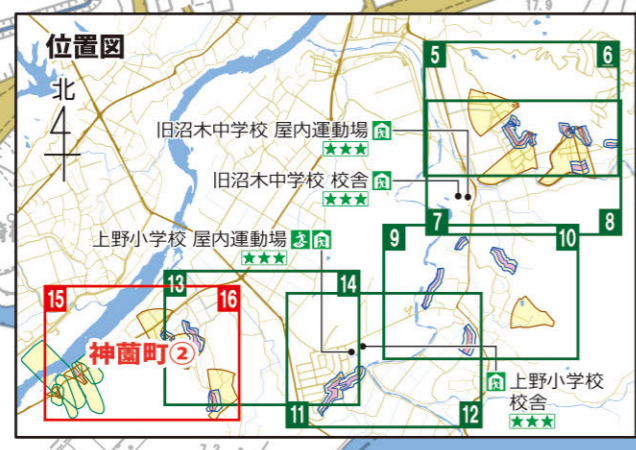 17.9
位置図
北
5
6
旧沼木中学校 屋内運動場
★★★
旧沼木中学校 校舎
★★★
7
8
上野小学校 屋内運動場
★★★
9
10
13
14
15
16
神薗町②
上野小学校
校舎
★★★
11
12